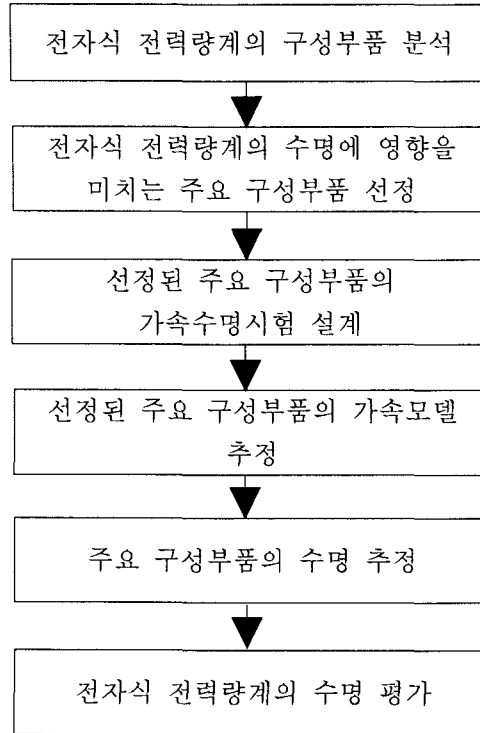 전자식 전력량계의 구성부품 분석
전자식 전력량계의 수명에 영향을
미치는 주요 구성부품 선정
선정된 주요 구성부품의
가속수명시험 설계
선정된 주요 구성부품의 가속모델
추정
주요 구성부품의 수명 추정
전자식 전력량계의 수명 평가